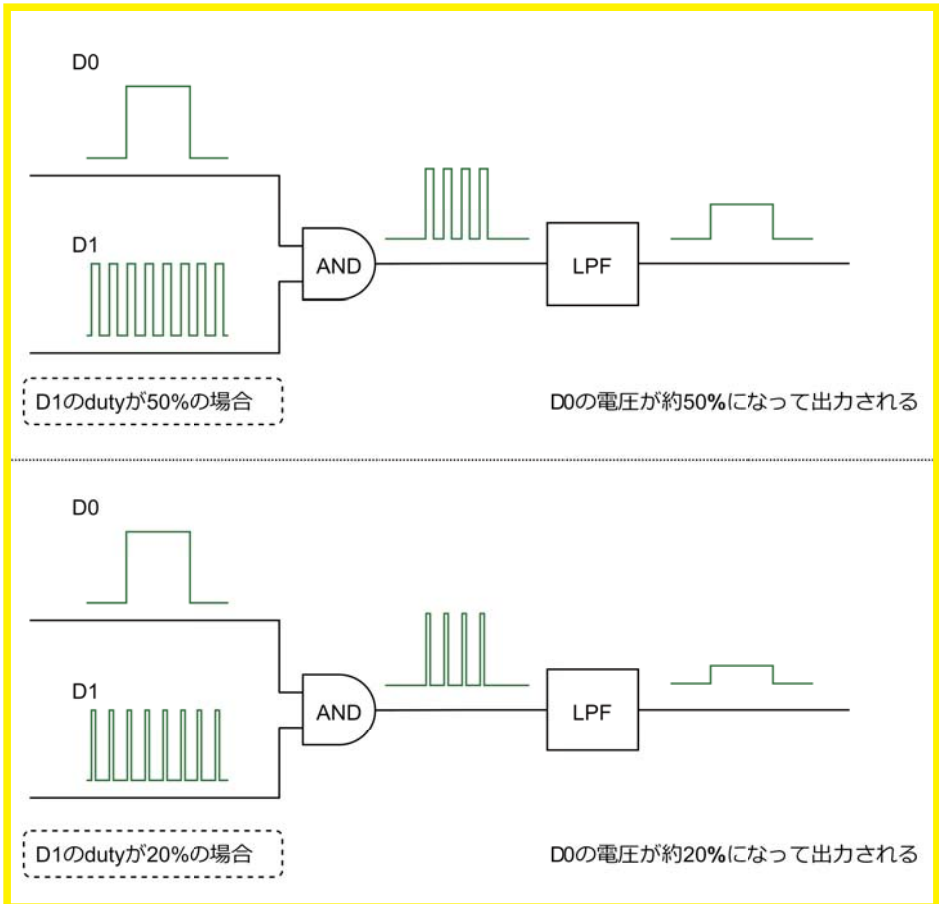 D0
D1
AND
LPF
D1のdutyが50%の場合
D0の電圧が約50%になって出力される
D0
D1
AND
LPF
D1のdutyが20%の場合
D0の電圧が約20%になって出力される